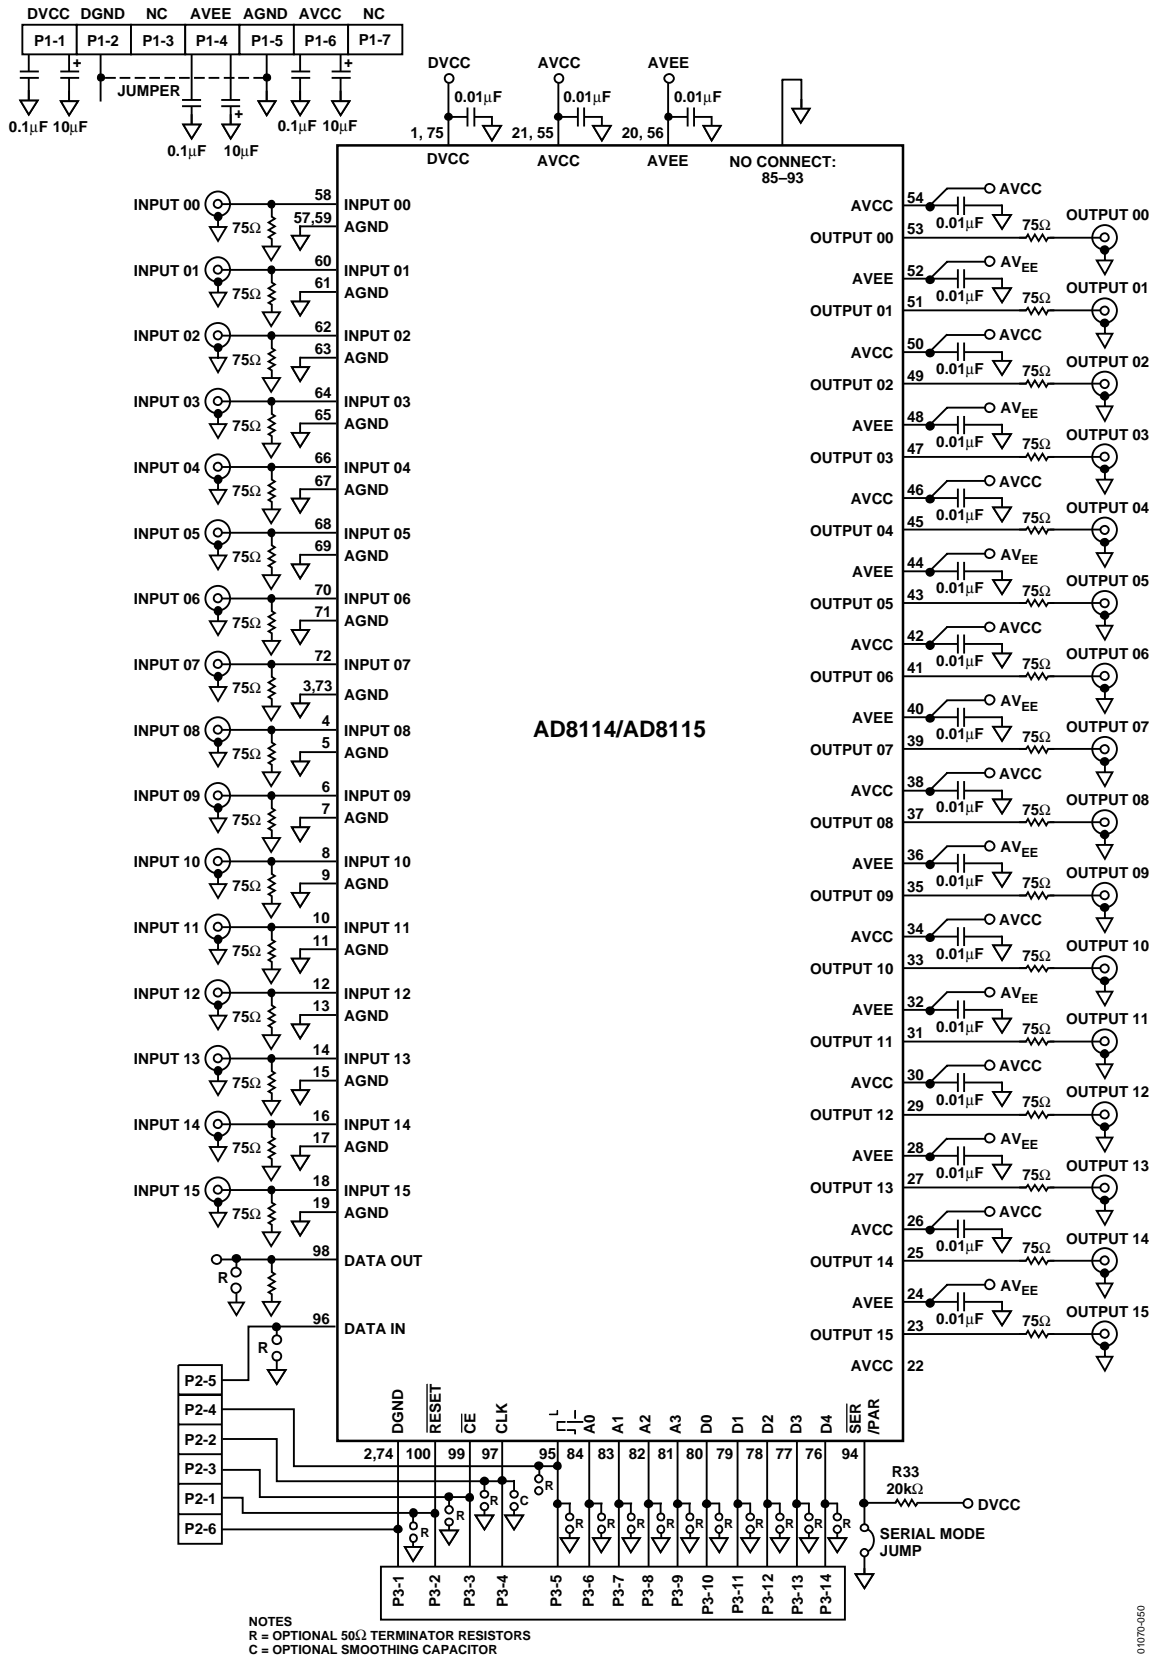 DVCC DGND NC AVEE AGND AVCC NC
P1-1 P1-2 P1-3 P1-4 P1-5 P1-6 P1-7
+ +
JUMPER
+
0.1µF 10µF 0.1µF 10µF
0.1µF 10µF
DVCC AVCC AVEE
0.01µF 0.01µF 0.01µF
1, 75 21, 55 20, 56
DVCC AVCC AVEE NO CONNECT:
85–93
AD8114/AD8115
INPUT 00 58 INPUT 00
75Ω 57,59 AGND
INPUT 01 60 INPUT 01
75Ω 61 AGND
INPUT 02 62 INPUT 02
75Ω 63 AGND
INPUT 03 64 INPUT 03
75Ω 65 AGND
INPUT 04 66 INPUT 04
75Ω 67 AGND
INPUT 05 68 INPUT 05
75Ω 69 AGND
INPUT 06 70 INPUT 06
75Ω 71 AGND
INPUT 07 72 INPUT 07
75Ω 3,73 AGND
INPUT 08 4 INPUT 08
75Ω 5 AGND
INPUT 09 6 INPUT 09
75Ω 7 AGND
INPUT 10 8 INPUT 10
75Ω 9 AGND
INPUT 11 10 INPUT 11
75Ω 11 AGND
INPUT 12 12 INPUT 12
75Ω 13 AGND
INPUT 13 14 INPUT 13
75Ω 15 AGND
INPUT 14 16 INPUT 14
75Ω 17 AGND
INPUT 15 18 INPUT 15
75Ω 19 AGND
98 DATA OUT
R
96 DATA IN
R
AVCC 54 AVCC
0.01µF
OUTPUT 00 53 75Ω OUTPUT 00
AVEE 52 AVEE
0.01µF
OUTPUT 01 51 75Ω OUTPUT 01
AVCC 50 AVCC
0.01µF
OUTPUT 02 49 75Ω OUTPUT 02
AVEE 48 AVEE
0.01µF
OUTPUT 03 47 75Ω OUTPUT 03
AVCC 46 AVCC
0.01µF
OUTPUT 04 45 75Ω OUTPUT 04
AVEE 44 AVEE
0.01µF
OUTPUT 05 43 75Ω OUTPUT 05
AVCC 42 AVCC
0.01µF
OUTPUT 06 41 75Ω OUTPUT 06
AVEE 40 AVEE
0.01µF
OUTPUT 07 39 75Ω OUTPUT 07
AVCC 38 AVCC
0.01µF
OUTPUT 08 37 75Ω OUTPUT 08
AVEE 36 AVEE
0.01µF
OUTPUT 09 35 75Ω OUTPUT 09
AVCC 34 AVCC
0.01µF
OUTPUT 10 33 75Ω OUTPUT 10
AVEE 32 AVEE
0.01µF
OUTPUT 11 31 75Ω OUTPUT 11
AVCC 30 AVCC
0.01µF
OUTPUT 12 29 75Ω OUTPUT 12
AVEE 28 AVEE
0.01µF
OUTPUT 13 27 75Ω OUTPUT 13
AVCC 26 AVCC
0.01µF
OUTPUT 14 25 75Ω OUTPUT 14
AVEE 24 AVEE
0.01µF
OUTPUT 15 23 75Ω OUTPUT 15
AVCC 22
P2-5
P2-4
P2-2
P2-3
P2-1
P2-6
DGND RESET CE CLK A0 A1 A2 A3 D0 D1 D2 D3 D4 SER
/PAR
2,74 100 99 97 95 84 83 82 81 80 79 78 77 76 94
R R R C R
R R R R R R R R R R
R33
20kΩ
DVCC
SERIAL MODE
JUMP
P3-1 P3-2 P3-3 P3-4 P3-5 P3-6 P3-7 P3-8 P3-9 P3-10 P3-11 P3-12 P3-13 P3-14
NOTES
R = OPTIONAL 50Ω TERMINATOR RESISTORS
C = OPTIONAL SMOOTHING CAPACITOR
01070-050